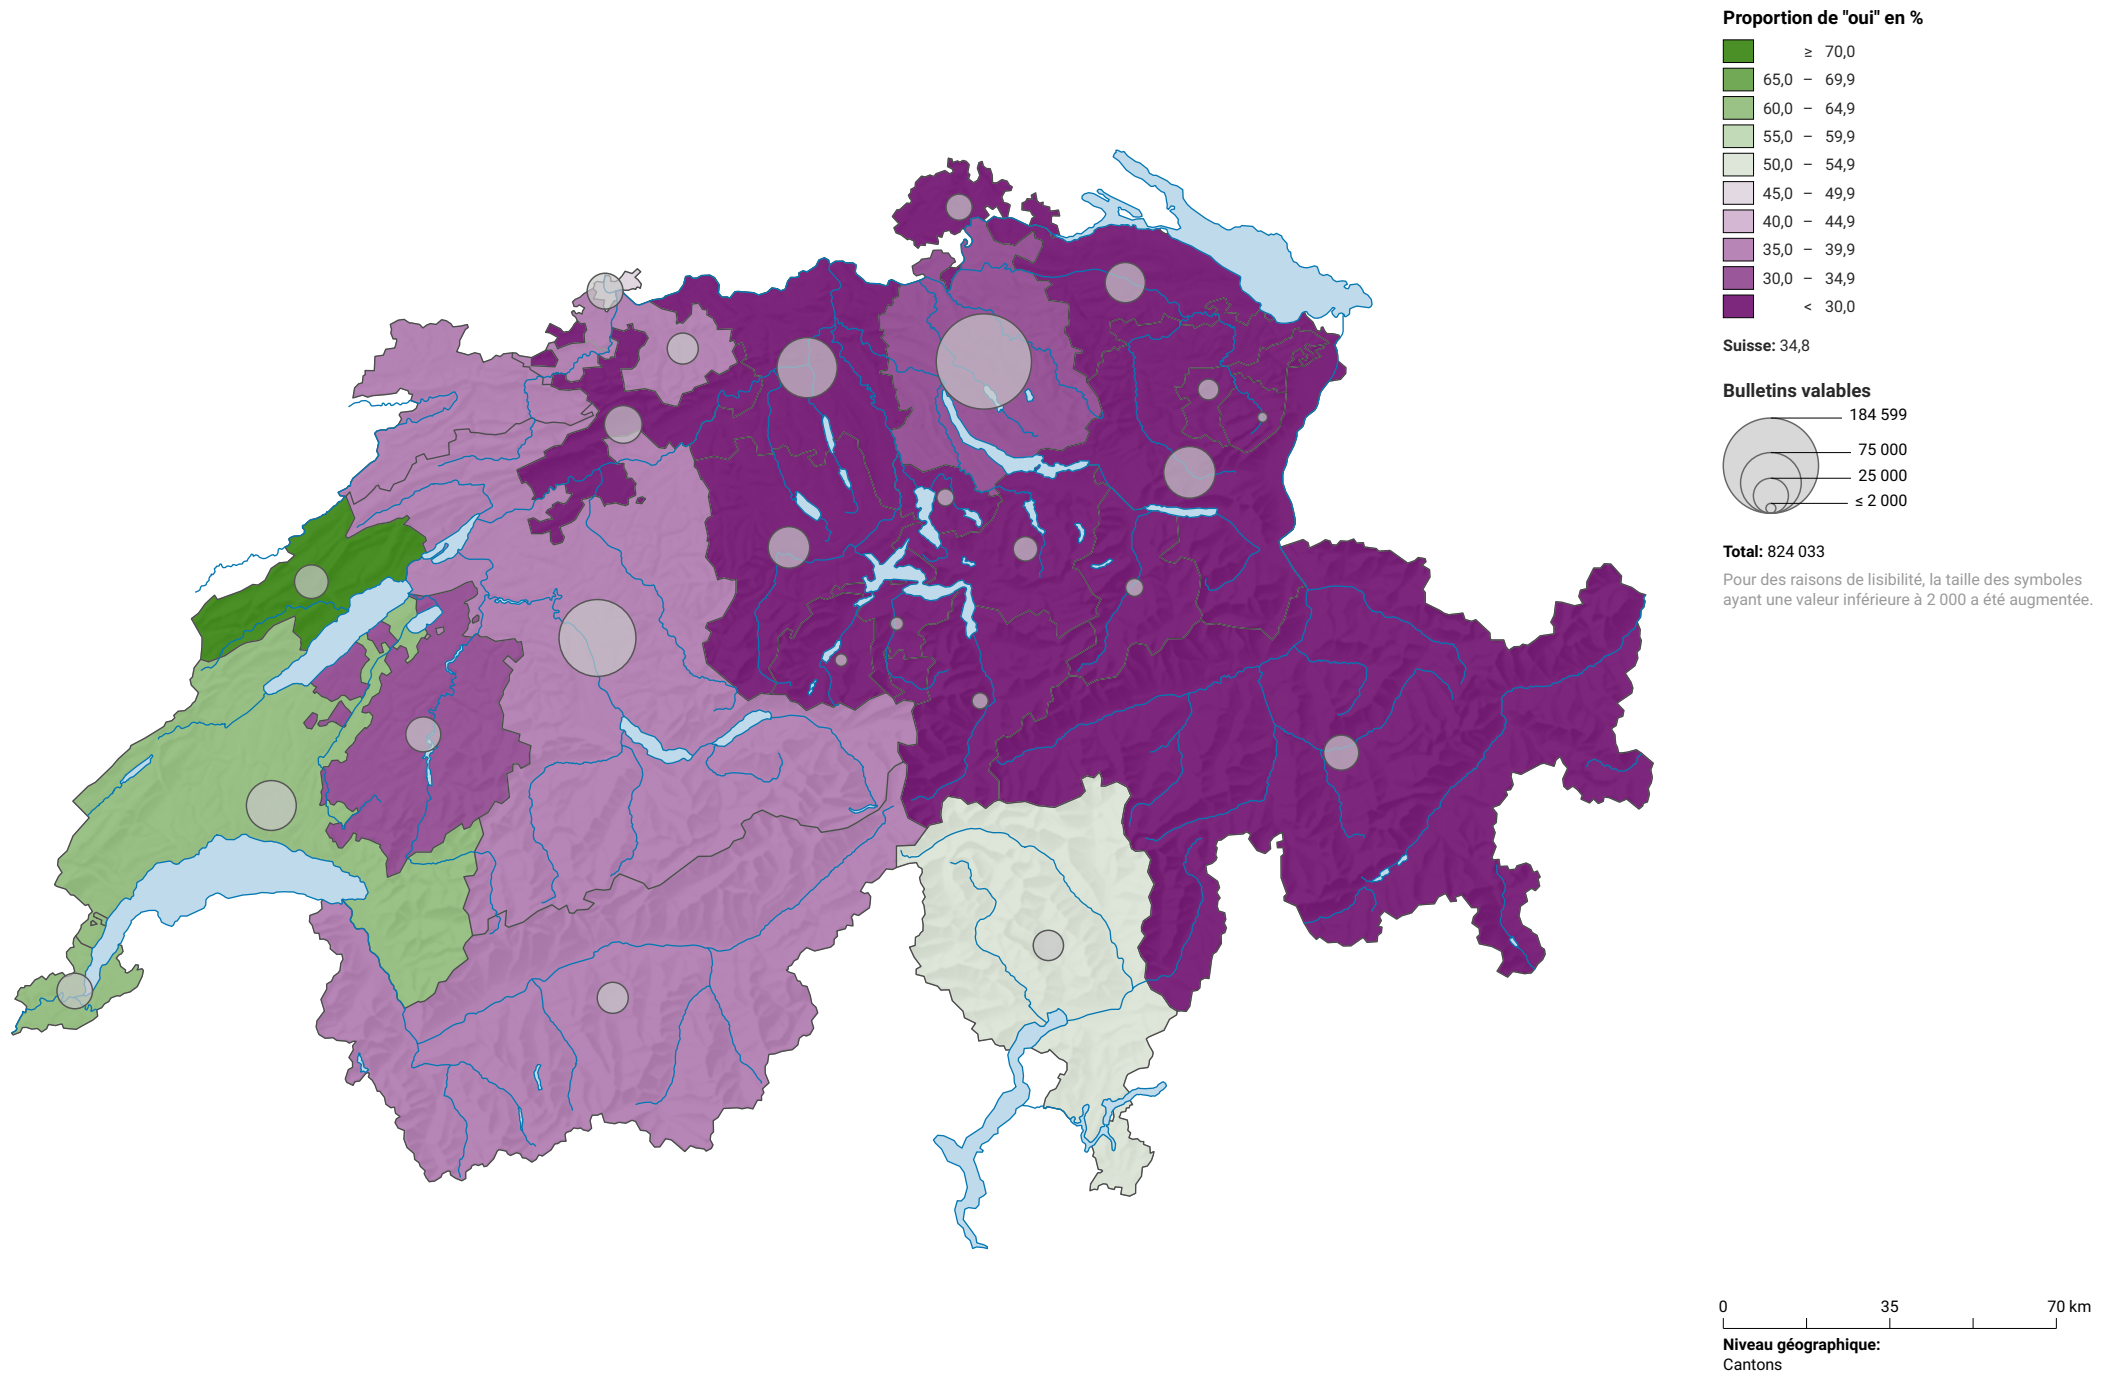 Proportion de "oui" en %
≥ 70,0
65,0 – 69,9
60,0 – 64,9
55,0 – 59,9
50,0 – 54,9
45,0 – 49,9
40,0 – 44,9
35,0 – 39,9
30,0 – 34,9
< 30,0
Suisse: 34,8
Bulletins valables
184 599
75 000
25 000
≤ 2 000
Total: 824 033
Pour des raisons de lisibilité, la taille des symboles
ayant une valeur inférieure à 2 000 a été augmentée.
0 35 70 km
Niveau géographique:
Cantons